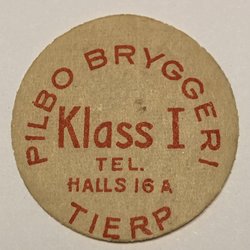 PILBO BRYGGERI
Klass I
TEL.
HALLS 16 A
TIERP